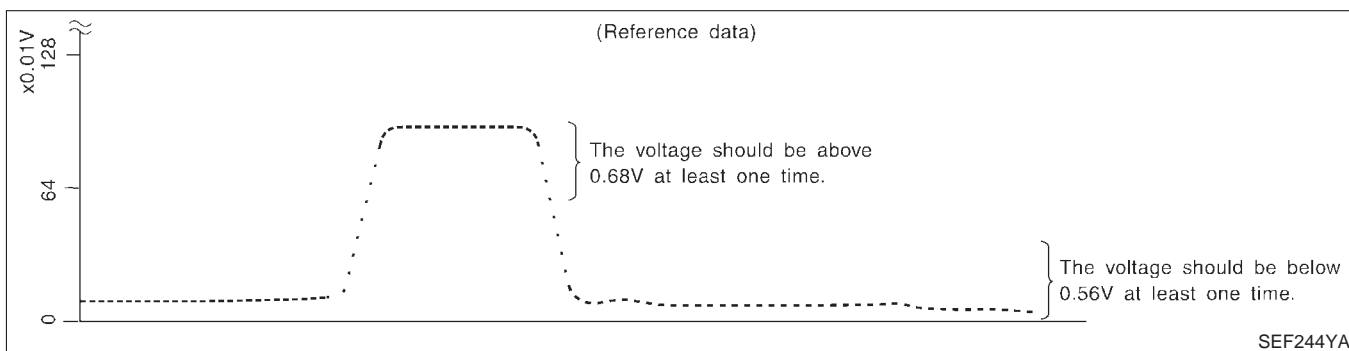 (Reference data)
x0.01V
128
64
0
The voltage should be above
0.68V at least one time.
The voltage should be below
0.56V at least one time.
SEF244YA